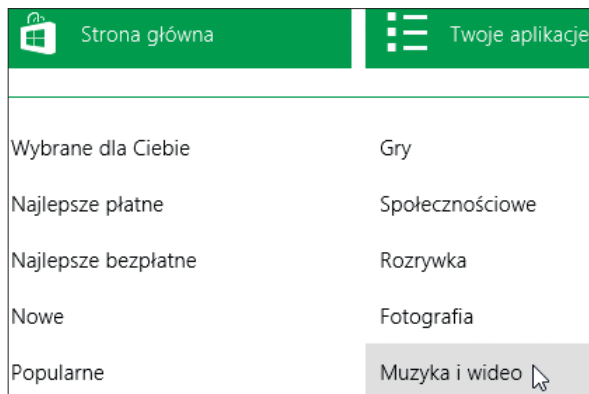 Strona główna
Twoje aplikacje
Wybrane dla Ciebie
Gry
Najlepsze płatne
Społecznościowe
Najlepsze bezpłatne
Rozrywka
Nowe
Fotografia
Popularne
Muzyka i wideo